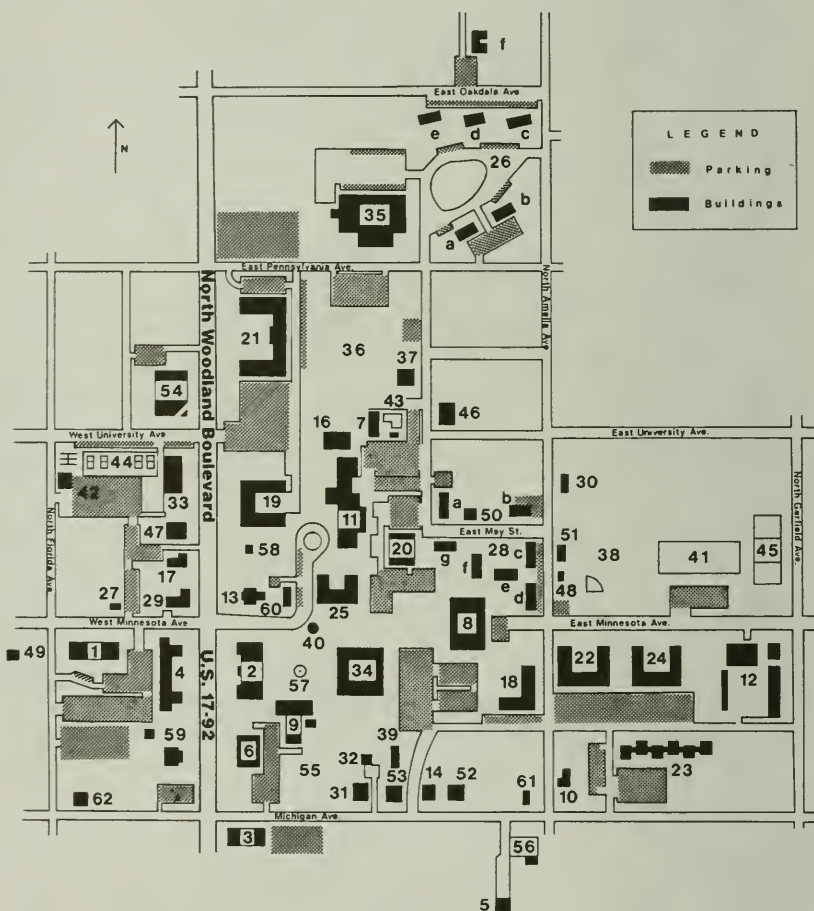 f
East Oakdale Ave
N
e d c
LEGEND
Parking
Buildings
26
b
a
35
East Pennsylvania Ave.
North Woodland Boulevard
North Amelia Ave
21
36
37
54
43
7
46
16
West University Ave
East University Ave.
44
42
33
19
11
a
b
50
30
North Florida Ave.
North Garfield Ave.
47
East May St.
20
58
g
28
c
f
e
d
51
38
41
45
17
48
27
29
13
60
25
8
West Minnesota Ave
East Minnesota Ave.
40
49
1
4
2
57
34
18
22
24
12
U.S. 17-92
9
59
6
39
32
55
23
62
31
53
14
52
61
10
Michigan Ave.
3
56
5